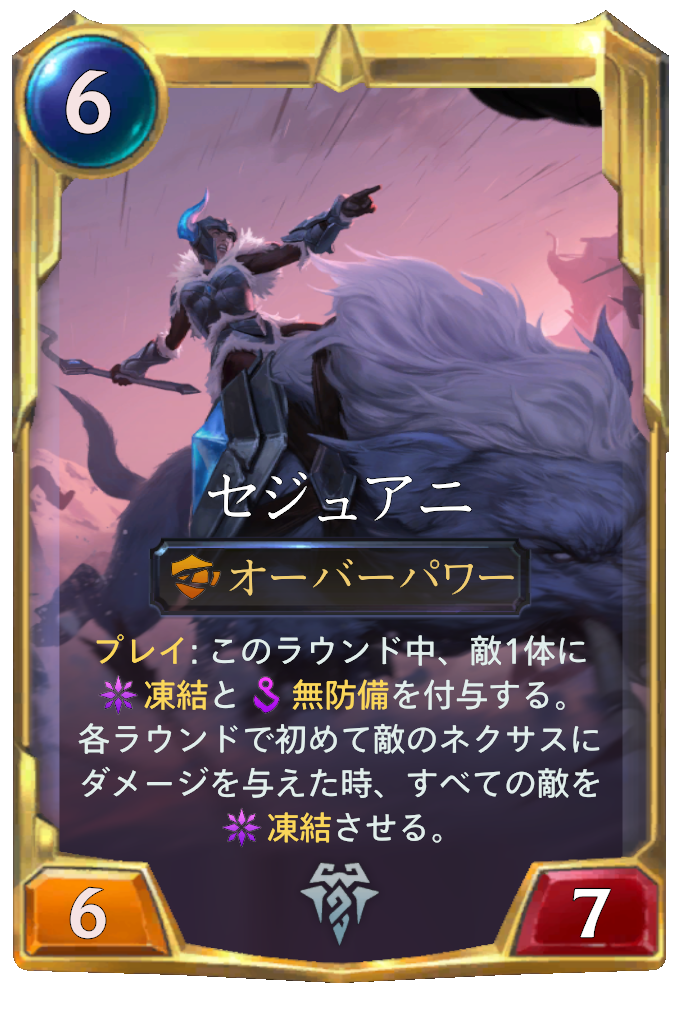 6
セジュアニ
オーバーパワー
プレイ: このラウンド中、敵1体に
凍結と 無防備を付与する。
各ラウンドで初めて敵のネクサスに
ダメージを与えた時、すべての敵を
凍結させる。
6
7